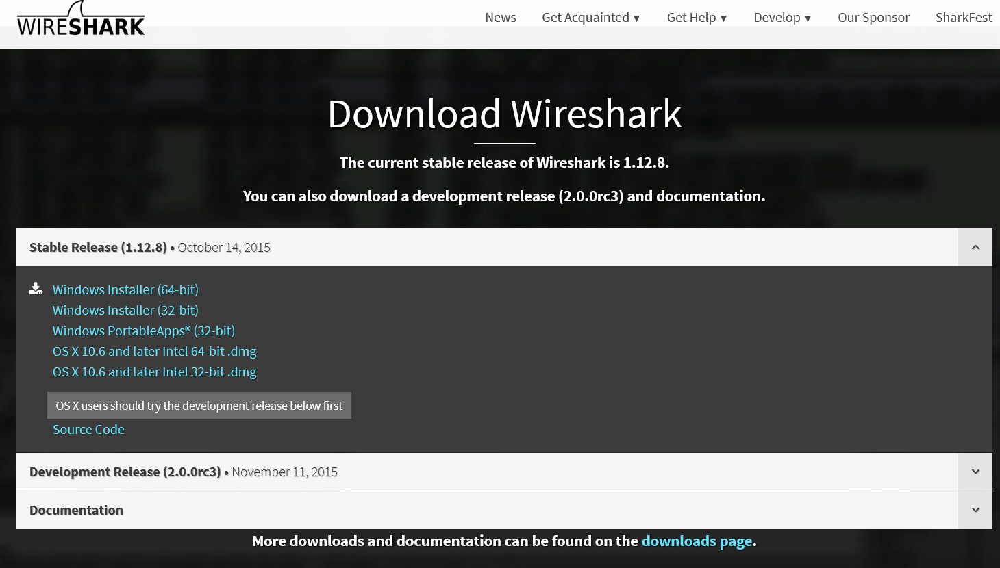 WIRESHARK
News Get Acquainted ▼ Get Help ▼ Develop ▼ Our Sponsor SharkFest
Download Wireshark
The current stable release of Wireshark is 1.12.8.
You can also download a development release (2.0.0rc3) and documentation.
Stable Release (1.12.8) • October 14, 2015
Windows Installer (64-bit)
Windows Installer (32-bit)
Windows PortableApps® (32-bit)
OS X 10.6 and later Intel 64-bit .dmg
OS X 10.6 and later Intel 32-bit .dmg
OS X users should try the development release below first
Source Code
Development Release (2.0.0rc3) • November 11, 2015
Documentation
More downloads and documentation can be found on the downloads page.